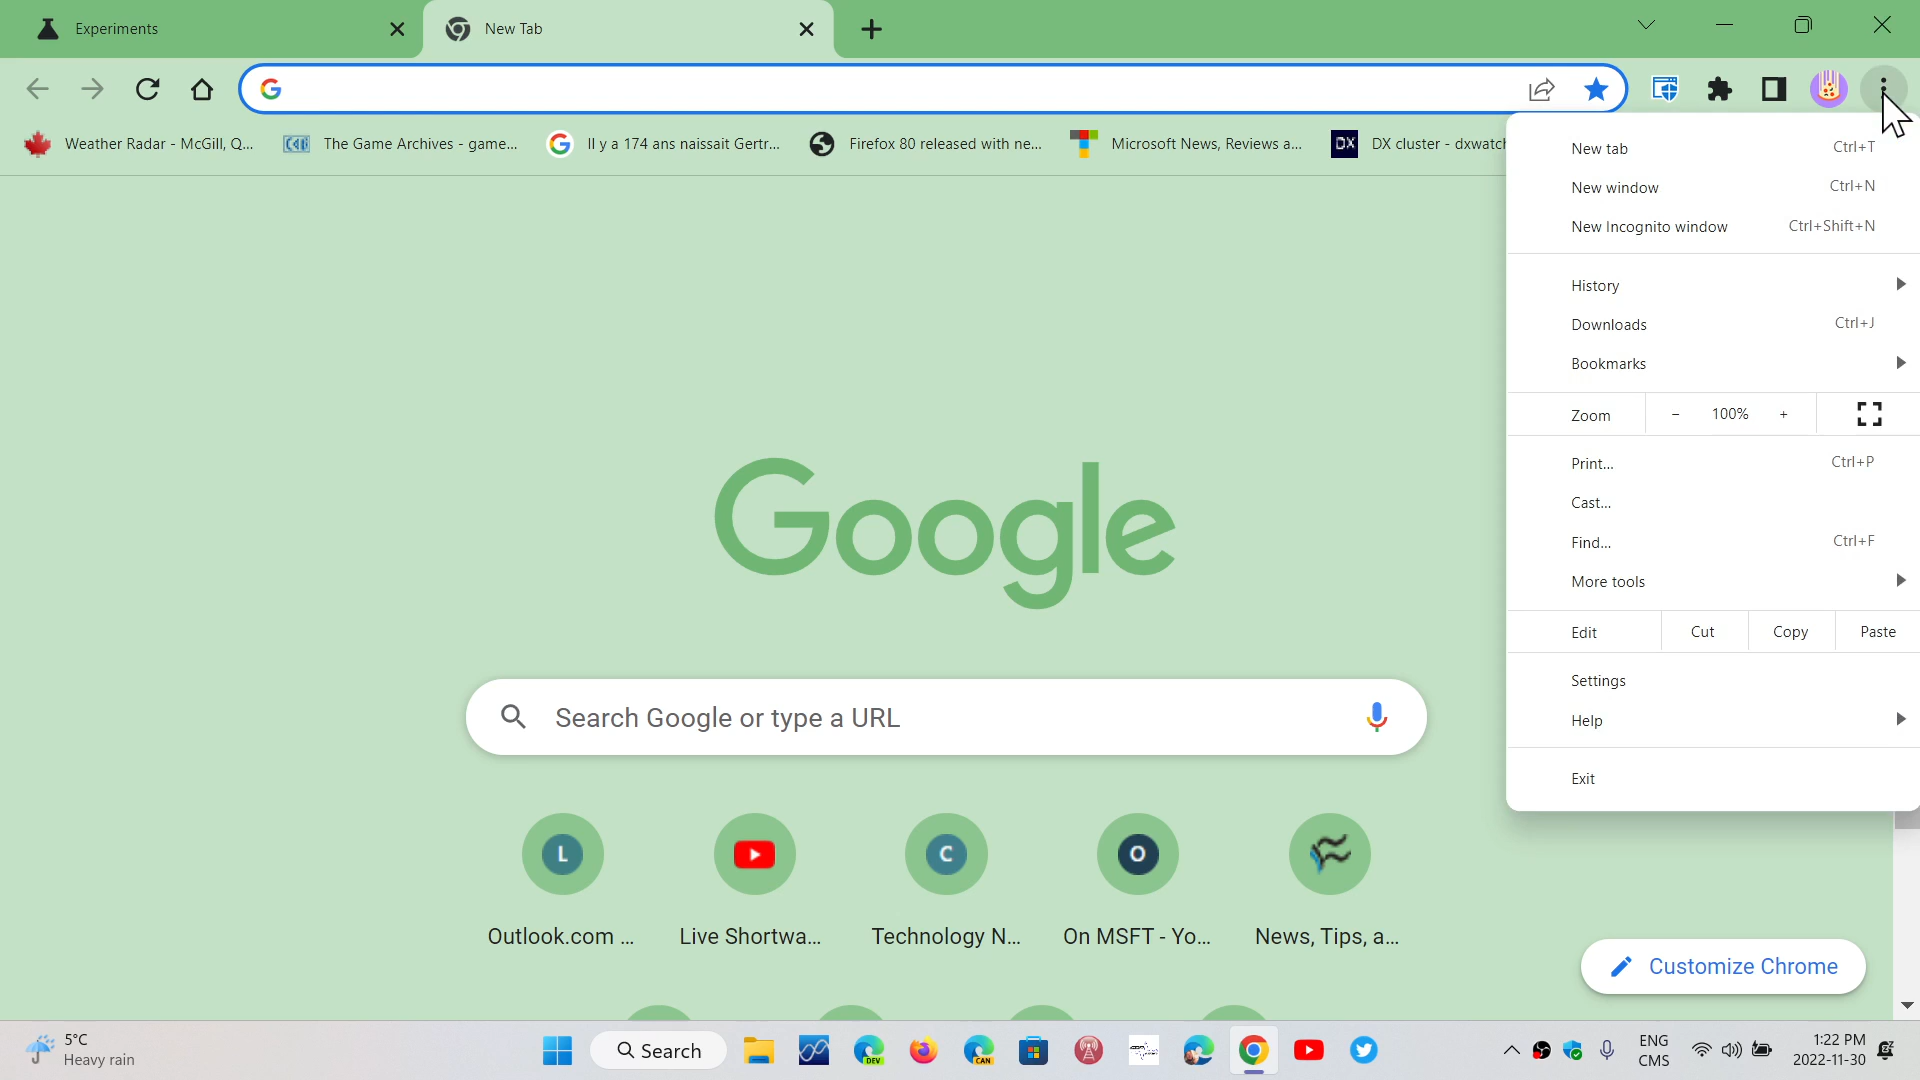 Experiments
New Tab
Weather Radar - McGill, Q...
The Game Archives - game...
Il y a 174 ans naissait Gertr...
Firefox 80 released with ne...
Microsoft News, Reviews a...
DX
DX cluster - dxwatch
New tab Ctrl+T
New window Ctrl+N
New Incognito window Ctrl+Shift+N
History
Downloads Ctrl+J
Bookmarks
Zoom - 100% +
Print... Ctrl+P
Cast...
Find... Ctrl+F
More tools
Edit Cut Copy Paste
Settings
Help
Exit
Google
Search Google or type a URL
L
C
O
Outlook.com ...
Live Shortwa...
Technology N...
On MSFT - Yo...
News, Tips, a...
Customize Chrome
5°C
Heavy rain
Search
DEV
CAN
ENG
CMS
1:22 PM
2022-11-30